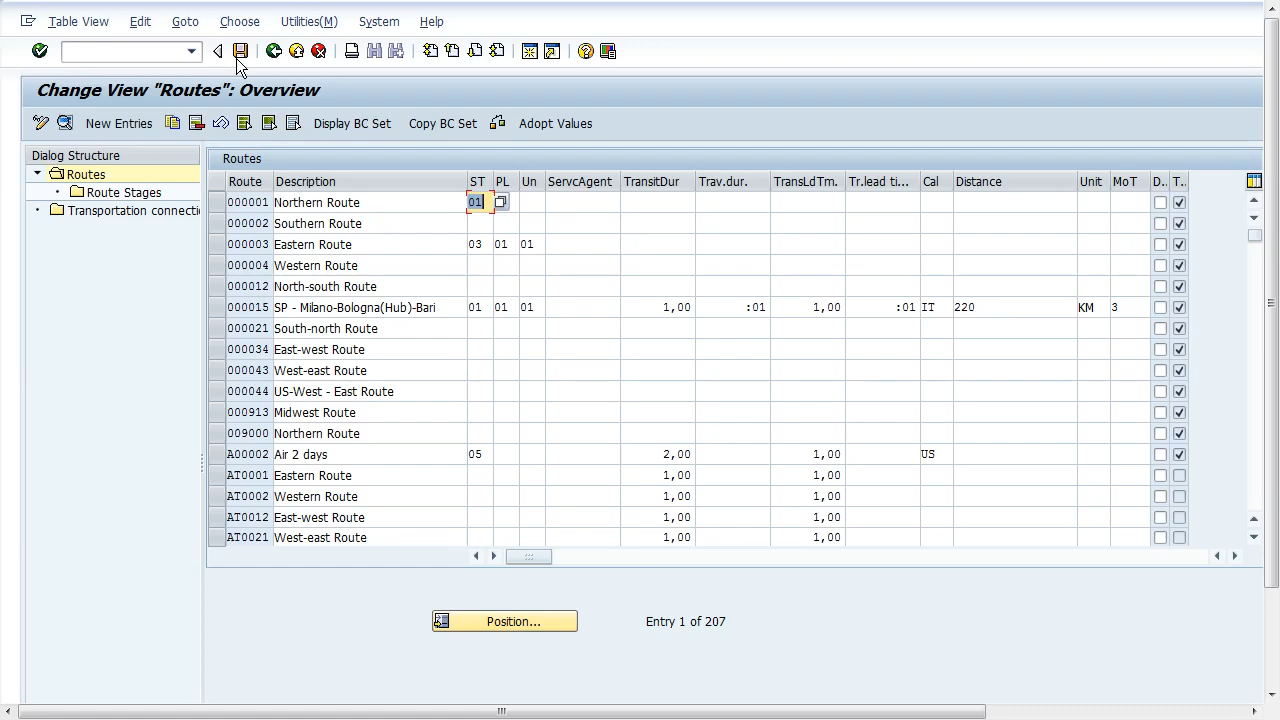 Table View Edit Goto Choose Utilities(M) System Help
Change View "Routes": Overview
New Entries Display BC Set Copy BC Set Adopt Values
Dialog Structure
Routes
Route Stages
Transportation connecti
Routes
Route Description ST PL Un ServcAgent TransitDur Trav.dur. TransLdTm. Tr.lead ti... Cal Distance Unit MoT D.. T..
000001 Northern Route 01
000002 Southern Route
000003 Eastern Route 03 01 01
000004 Western Route
000012 North-south Route
000015 SP - Milano-Bologna(Hub)-Bari 01 01 01 1,00 :01 1,00 :01 IT 220 KM 3
000021 South-north Route
000034 East-west Route
000043 West-east Route
000044 US-West - East Route
000913 Midwest Route
009000 Northern Route
A00002 Air 2 days 05 2,00 1,00 US
AT0001 Eastern Route 1,00 1,00
AT0002 Western Route 1,00 1,00
AT0012 East-west Route 1,00 1,00
AT0021 West-east Route 1,00 1,00
Position... Entry 1 of 207